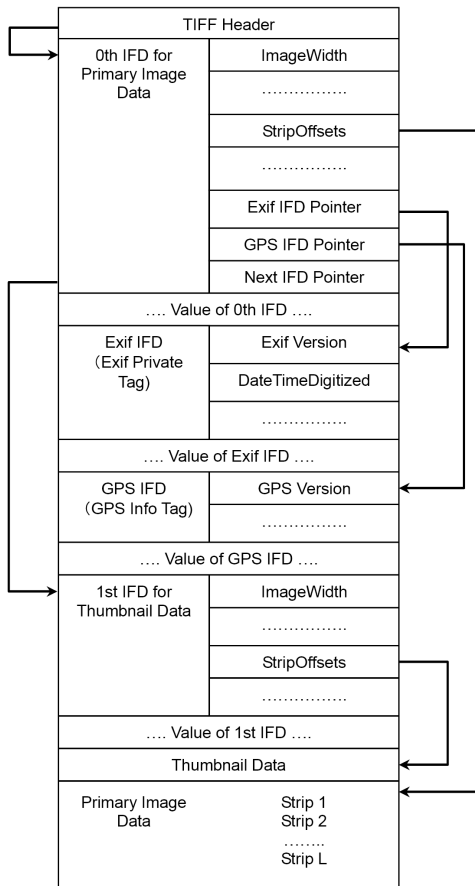 TIFF Header
0th IFD for
Primary Image
Data
ImageWidth
................
StripOffsets
................
Exif IFD Pointer
GPS IFD Pointer
Next IFD Pointer
.... Value of 0th IFD ....
Exif IFD
(Exif Private
Tag)
Exif Version
DateTimeDigitized
................
.... Value of Exif IFD ....
GPS IFD
(GPS Info Tag)
GPS Version
................
.... Value of GPS IFD ....
1st IFD for
Thumbnail Data
ImageWidth
................
StripOffsets
................
.... Value of 1st IFD ....
Thumbnail Data
Primary Image
Data
Strip 1
Strip 2
........
Strip L